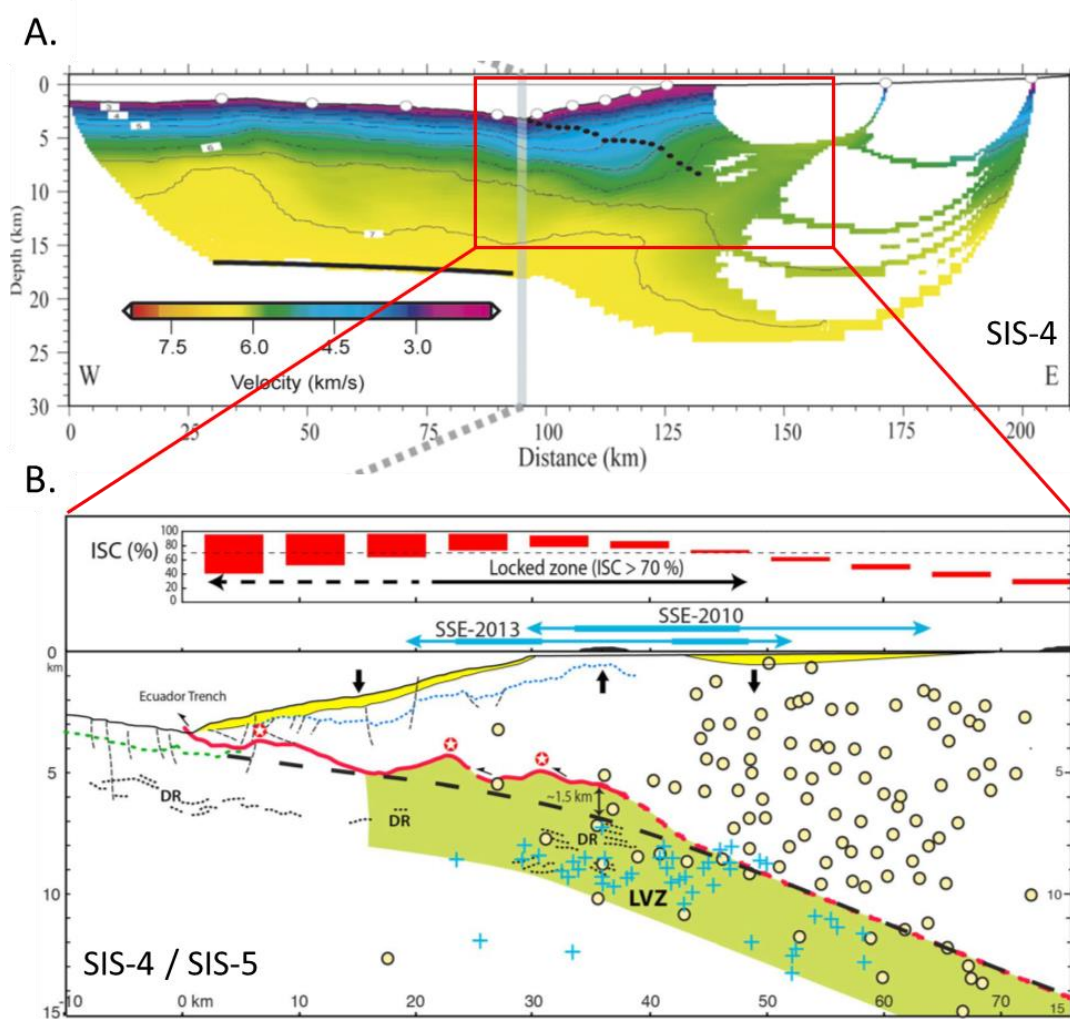 A.
0
5
10
15
20
25
30
Depth (km)
3
4
5
6
7
7.5 6.0 4.5 3.0
Velocity (km/s)
W
SIS-4
E
0 25 50 75 100 125 150 175 200
Distance (km)
B.
ISC (%)
100
80
60
40
20
0
Locked zone (ISC > 70 %)
SSE-2010
SSE-2013
0
km
Ecuador Trench
5
5
~1.5 km
DR
DR
DR
LVZ
10
10
SIS-4 / SIS-5
15
15
-10 0 km 10 20 30 40 50 60 70